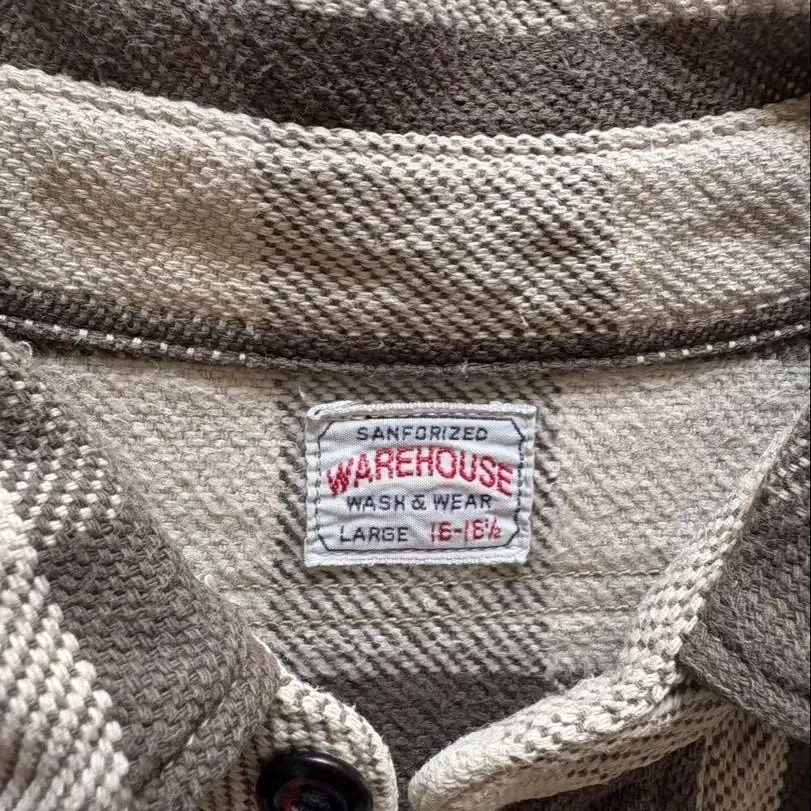 SANFORIZED
WAREHOUSE
WASH & WEAR
LARGE 16-16½